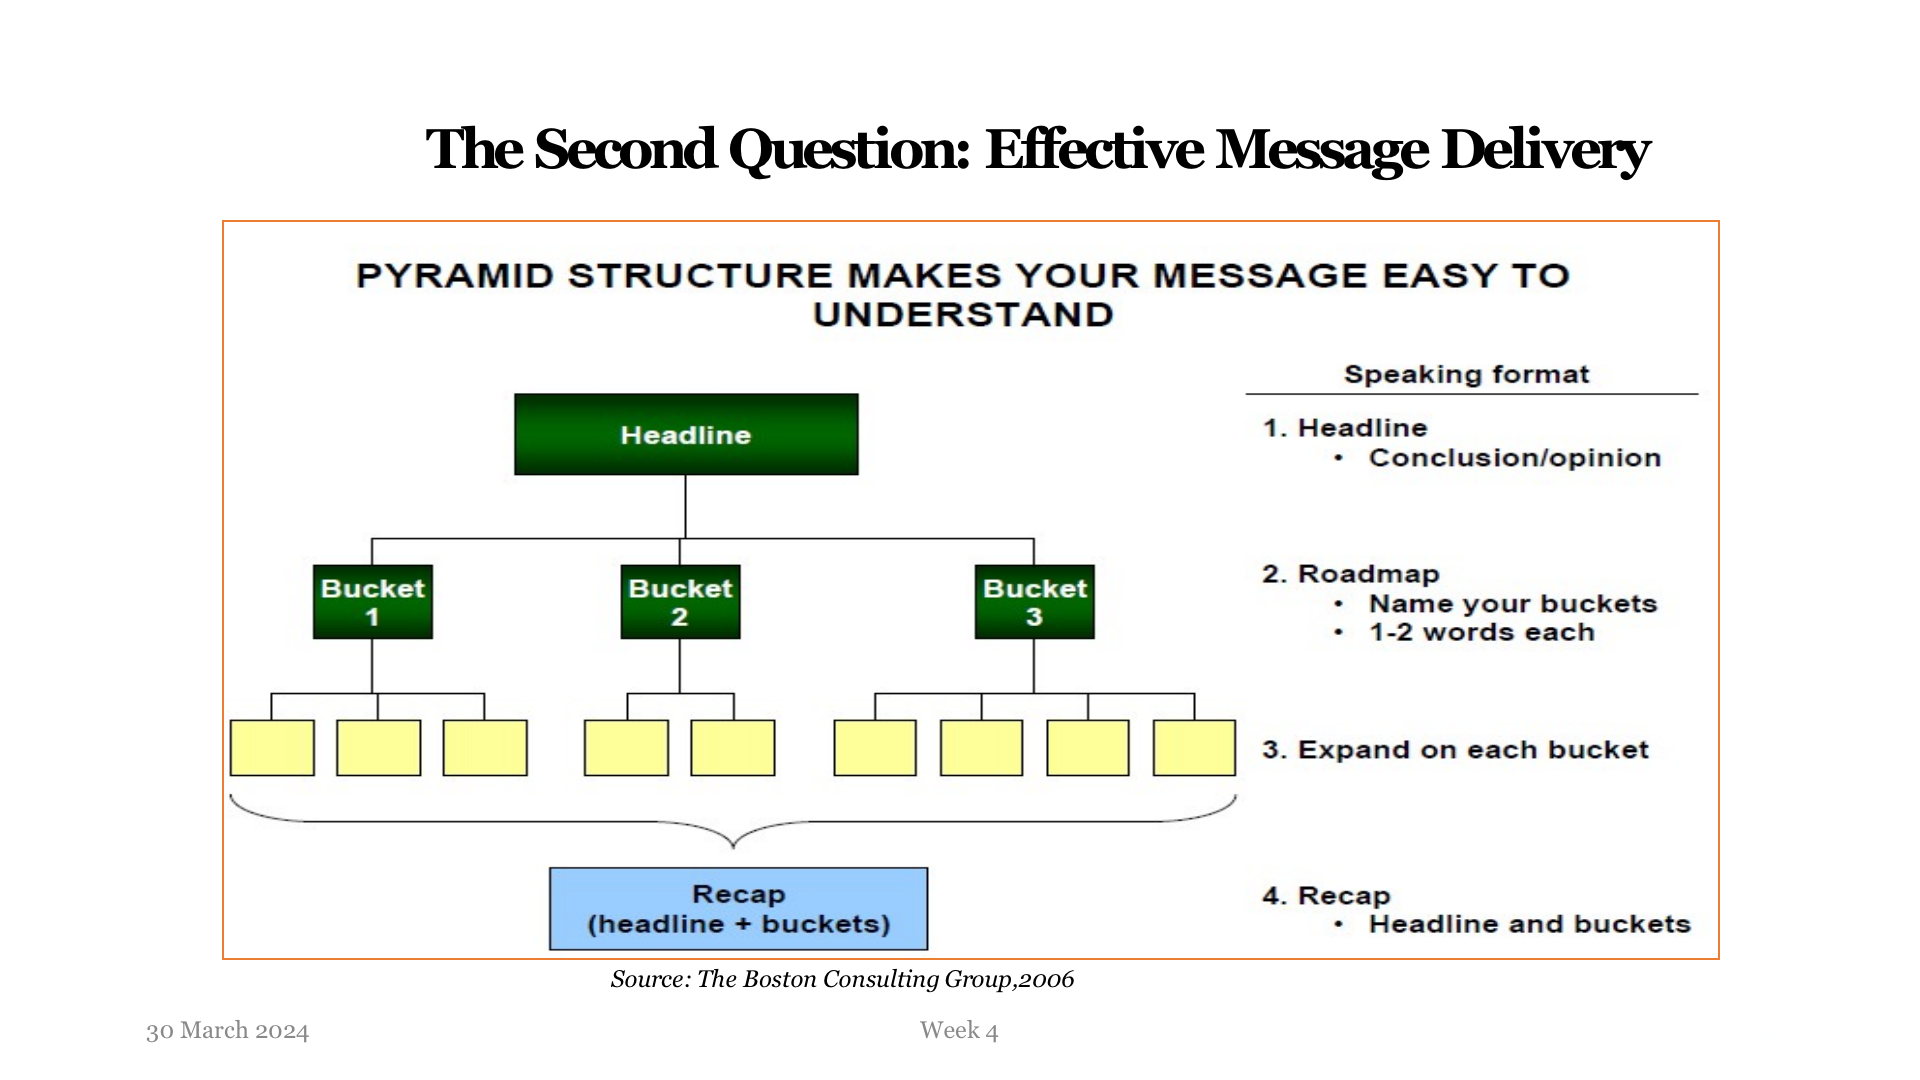 The Second Question: Effective Message Delivery
PYRAMID STRUCTURE MAKES YOUR MESSAGE EASY TO
UNDERSTAND
Speaking format
Headline
1. Headline
• Conclusion/opinion
Bucket
1
Bucket
2
Bucket
3
2. Roadmap
• Name your buckets
• 1-2 words each
3. Expand on each bucket
Recap
(headline + buckets)
4. Recap
• Headline and buckets
Source: The Boston Consulting Group,2006
30 March 2024
Week 4